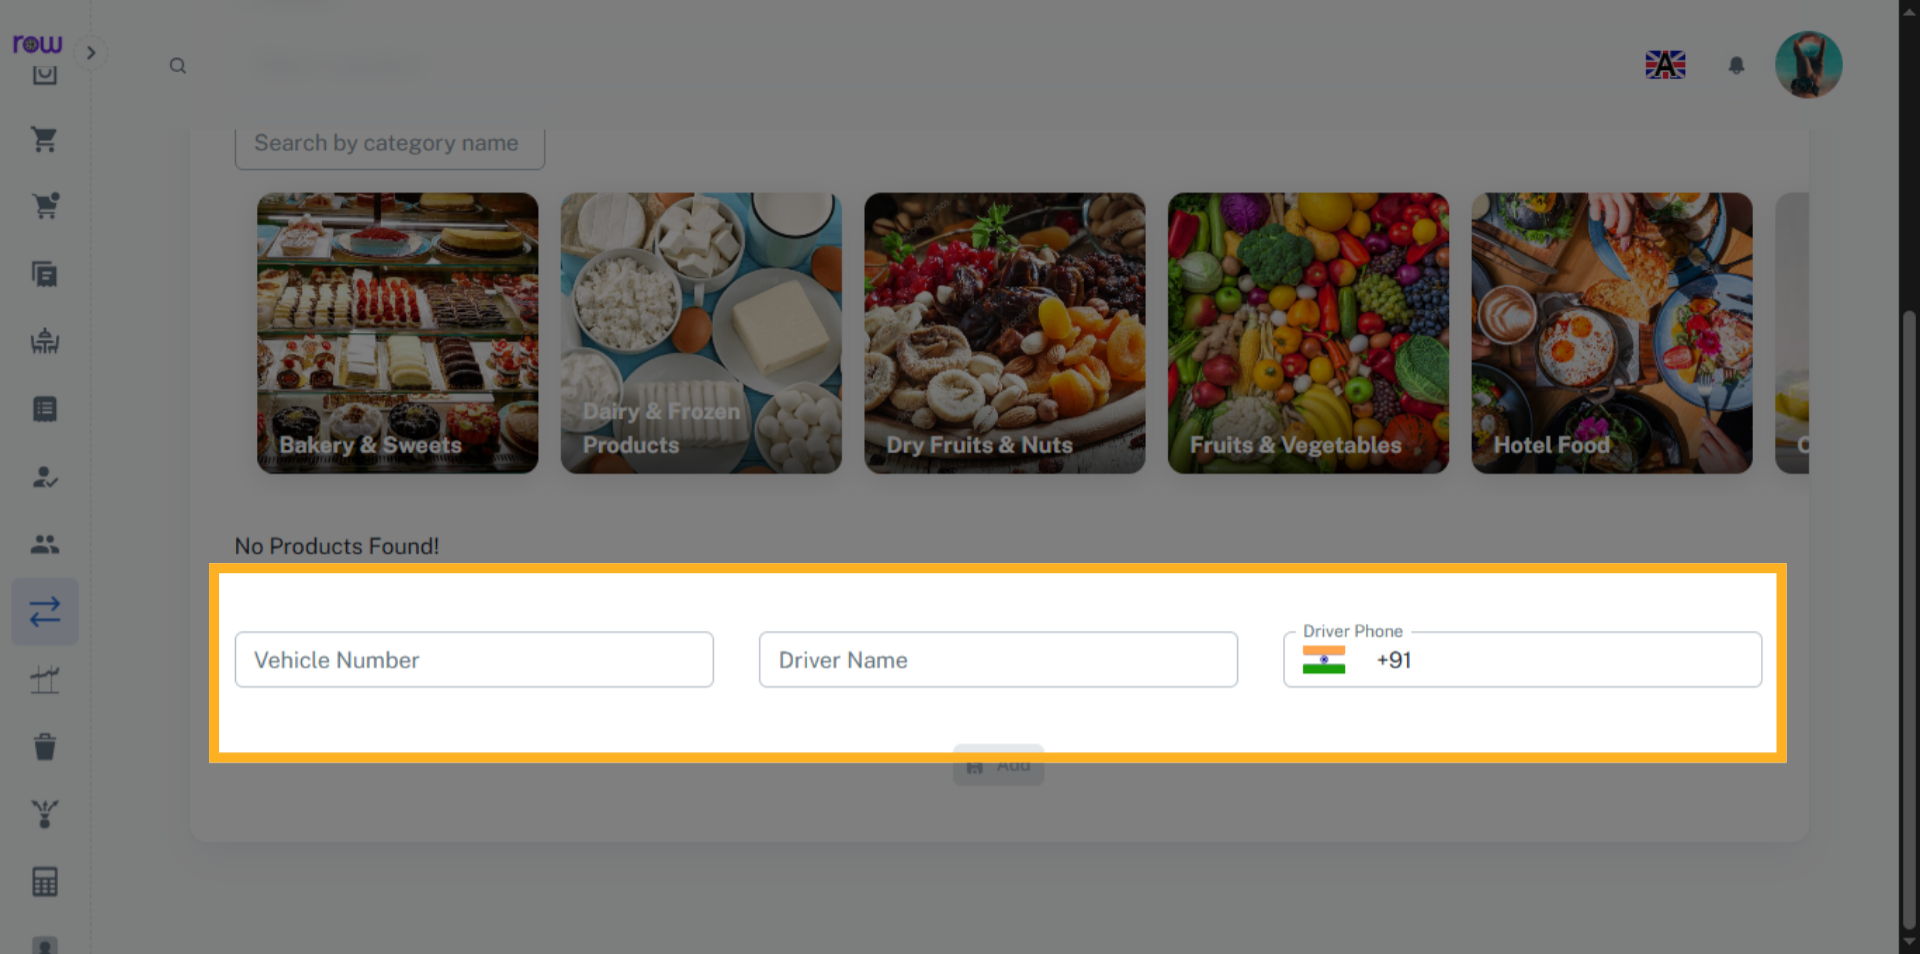 row
A
Search by category name
Bakery & Sweets
Dairy & Frozen
Products
Dry Fruits & Nuts
Fruits & Vegetables
Hotel Food
No Products Found!
Vehicle Number
Driver Name
Driver Phone
+91
Add